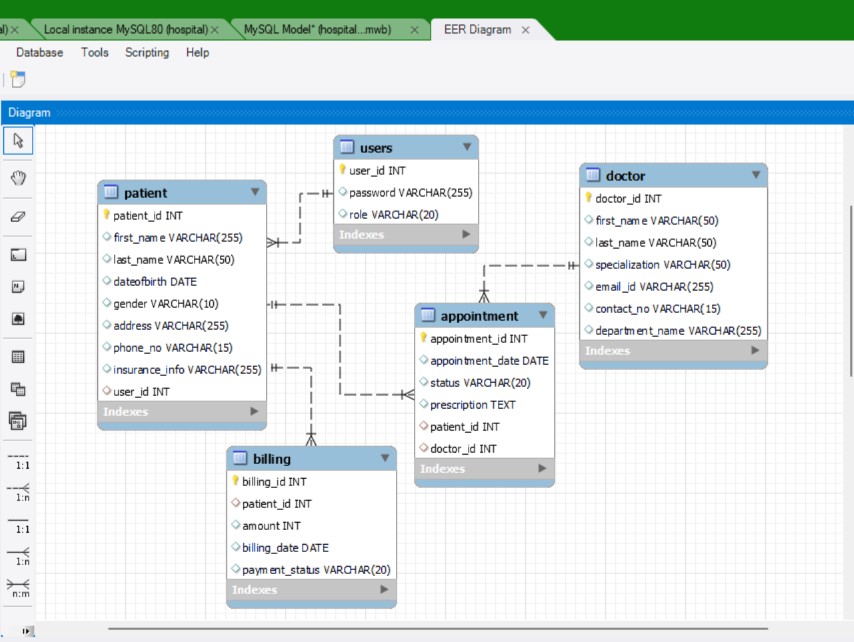 Local instance MySQL80 (hospital)
MySQL Model* (hospital...mwb)
EER Diagram
Database Tools Scripting Help
Diagram
users
user_id INT
password VARCHAR(255)
role VARCHAR(20)
Indexes
patient
patient_id INT
first_name VARCHAR(255)
last_name VARCHAR(50)
dateofbirth DATE
gender VARCHAR(10)
address VARCHAR(255)
phone_no VARCHAR(15)
insurance_info VARCHAR(255)
user_id INT
Indexes
doctor
doctor_id INT
first_name VARCHAR(50)
last_name VARCHAR(50)
specialization VARCHAR(50)
email_id VARCHAR(255)
contact_no VARCHAR(15)
department_name VARCHAR(255)
Indexes
appointment
appointment_id INT
appointment_date DATE
status VARCHAR(20)
prescription TEXT
patient_id INT
doctor_id INT
Indexes
billing
billing_id INT
patient_id INT
amount INT
billing_date DATE
payment_status VARCHAR(20)
Indexes
1:1
1:n
1:1
1:n
n:m